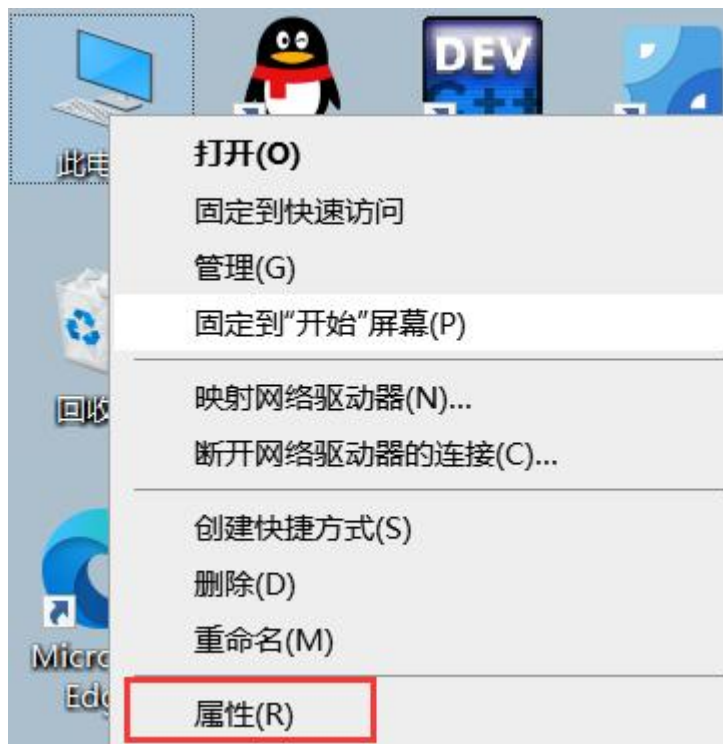 DEV
C++
此电
打开(O)
固定到快速访问
管理(G)
固定到"开始"屏幕(P)
回收
映射网络驱动器(N)...
断开网络驱动器的连接(C)...
创建快捷方式(S)
删除(D)
重命名(M)
Micro
Edg
属性(R)